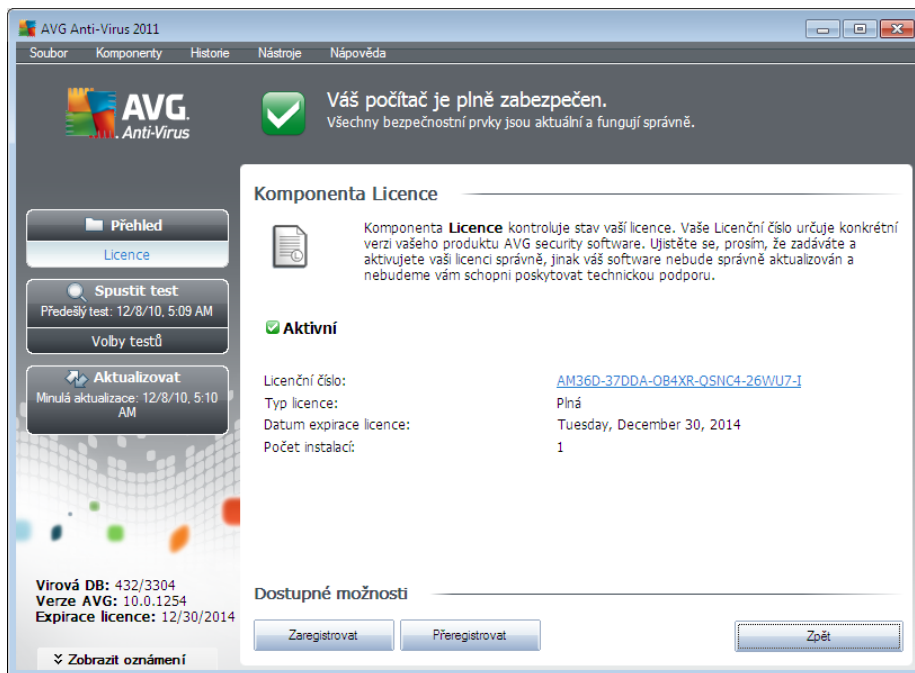 AVG Anti-Virus 2011
Soubor Komponenty Historie Nástroje Nápověda
AVG.
Anti-Virus
Váš počítač je plně zabezpečen.
Všechny bezpečnostní prvky jsou aktuální a fungují správně.
Přehled
Licence
Spustit test
Předešlý test: 12/8/10, 5:09 AM
Volby testů
Aktualizovat
Minulá aktualizace: 12/8/10, 5:10
AM
Virová DB: 432/3304
Verze AVG: 10.0.1254
Expirace licence: 12/30/2014
Zobrazit oznámení
Komponenta Licence
Komponenta Licence kontroluje stav vaší licence. Vaše Licenční číslo určuje konkrétní
verzi vašeho produktu AVG security software. Ujistěte se, prosím, že zadáváte a
aktivujete vaši licenci správně, jinak váš software nebude správně aktualizován a
nebudeme vám schopni poskytovat technickou podporu.
Aktivní
Licenční číslo: AM36D-37DDA-OB4XR-QSNC4-26WU7-I
Typ licence: Plná
Datum expirace licence: Tuesday, December 30, 2014
Počet instalací: 1
Dostupné možnosti
Zaregistrovat Přeregistrovat Zpět